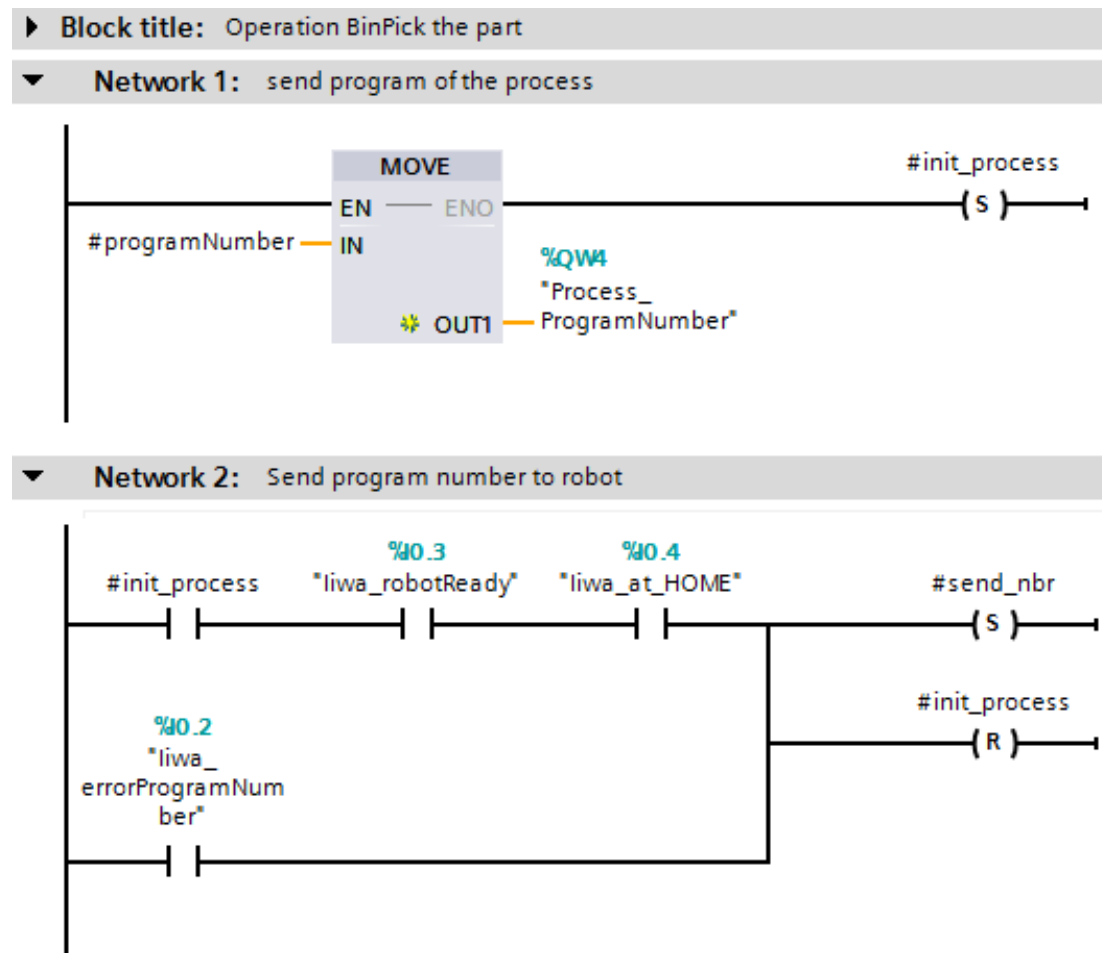 Block title: Operation BinPick the part
Network 1: send program of the process
MOVE
#init_process
EN
ENO
S
#programNumber
IN
%QW4
"Process_
ProgramNumber"
OUT1
Network 2: Send program number to robot
%I0.3
%I0.4
#init_process
"Iiwa_robotReady"
"Iiwa_at_HOME"
#send_nbr
S
#init_process
R
%I0.2
"Iiwa_
errorProgramNum
ber"